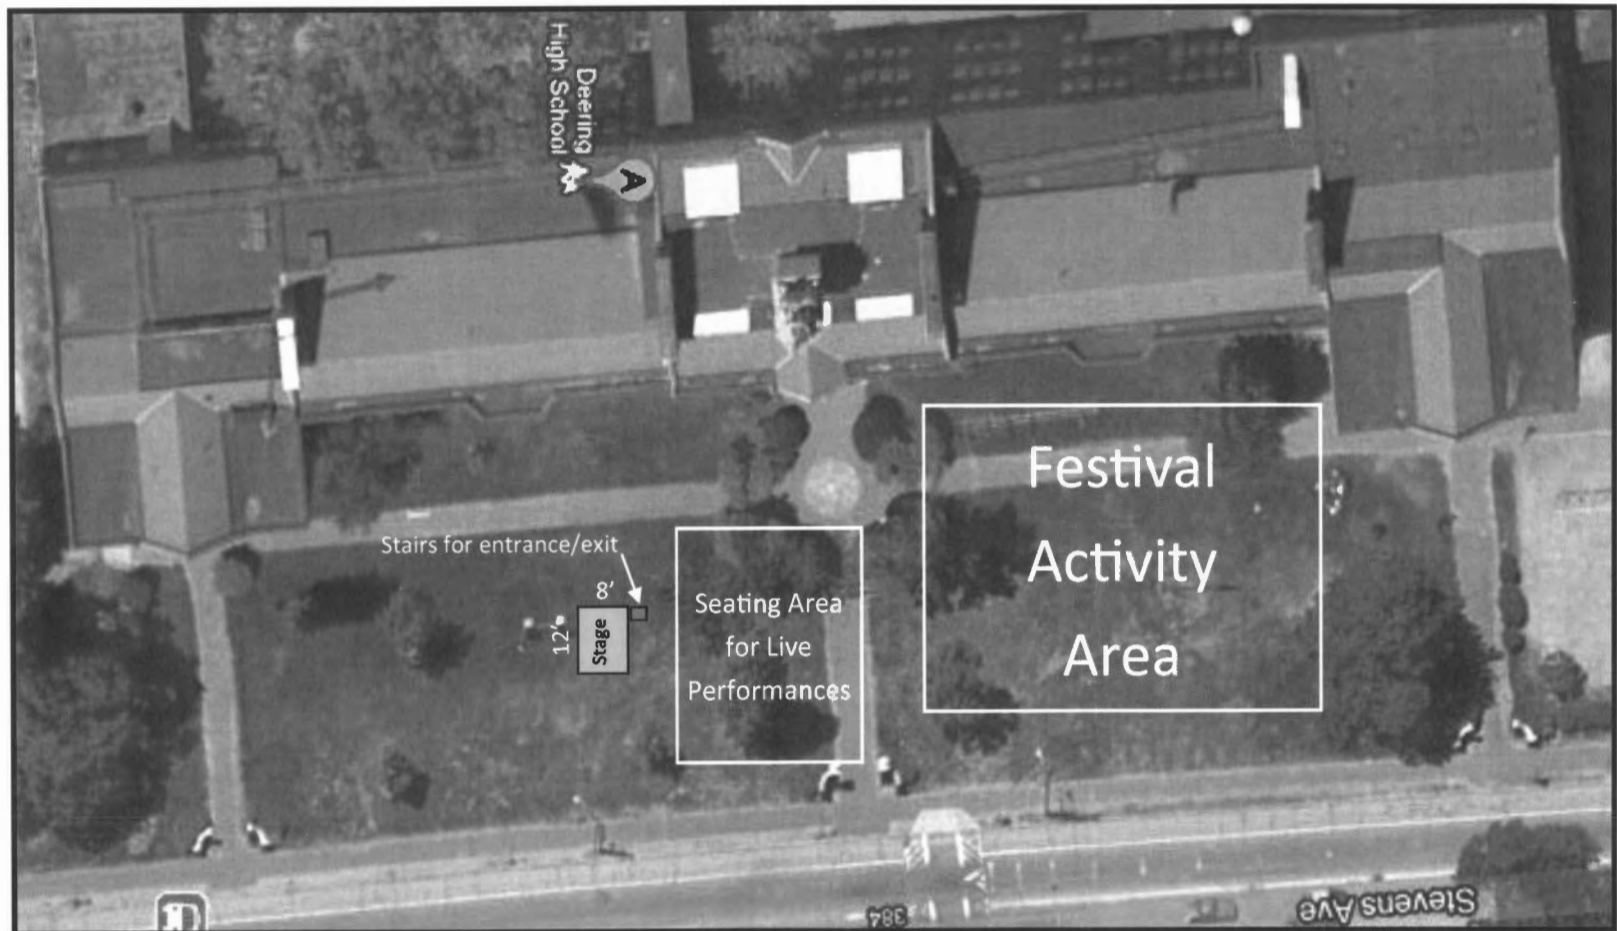 Deering
High School
A
Festival
Activity
Area
Stairs for entrance/exit
8'
12'
Stage
Seating Area
for Live
Performances
384
Stevens Ave